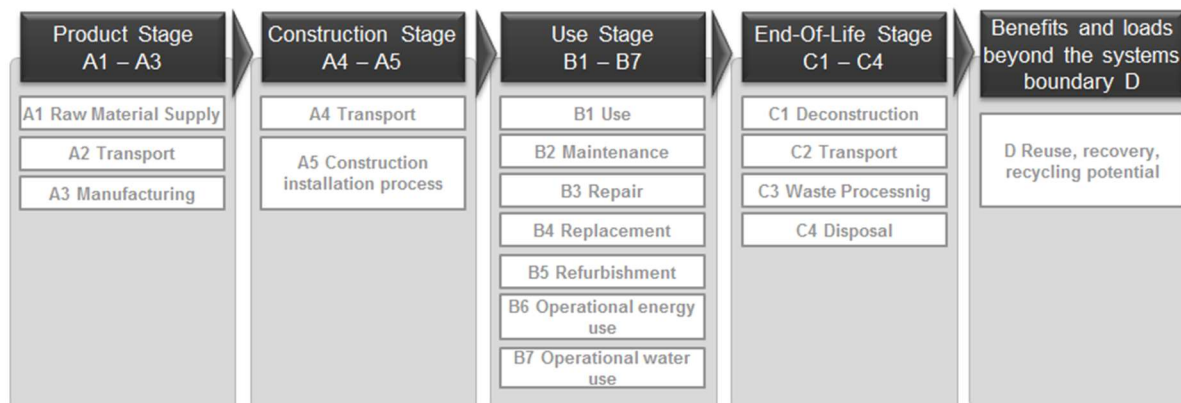 Product Stage
A1 – A3
A1 Raw Material Supply
A2 Transport
A3 Manufacturing
Construction Stage
A4 – A5
A4 Transport
A5 Construction
installation process
Use Stage
B1 – B7
B1 Use
B2 Maintenance
B3 Repair
B4 Replacement
B5 Refurbishment
B6 Operational energy
use
B7 Operational water
use
End-Of-Life Stage
C1 – C4
C1 Deconstruction
C2 Transport
C3 Waste Processnig
C4 Disposal
Benefits and loads
beyond the systems
boundary D
D Reuse, recovery,
recycling potential